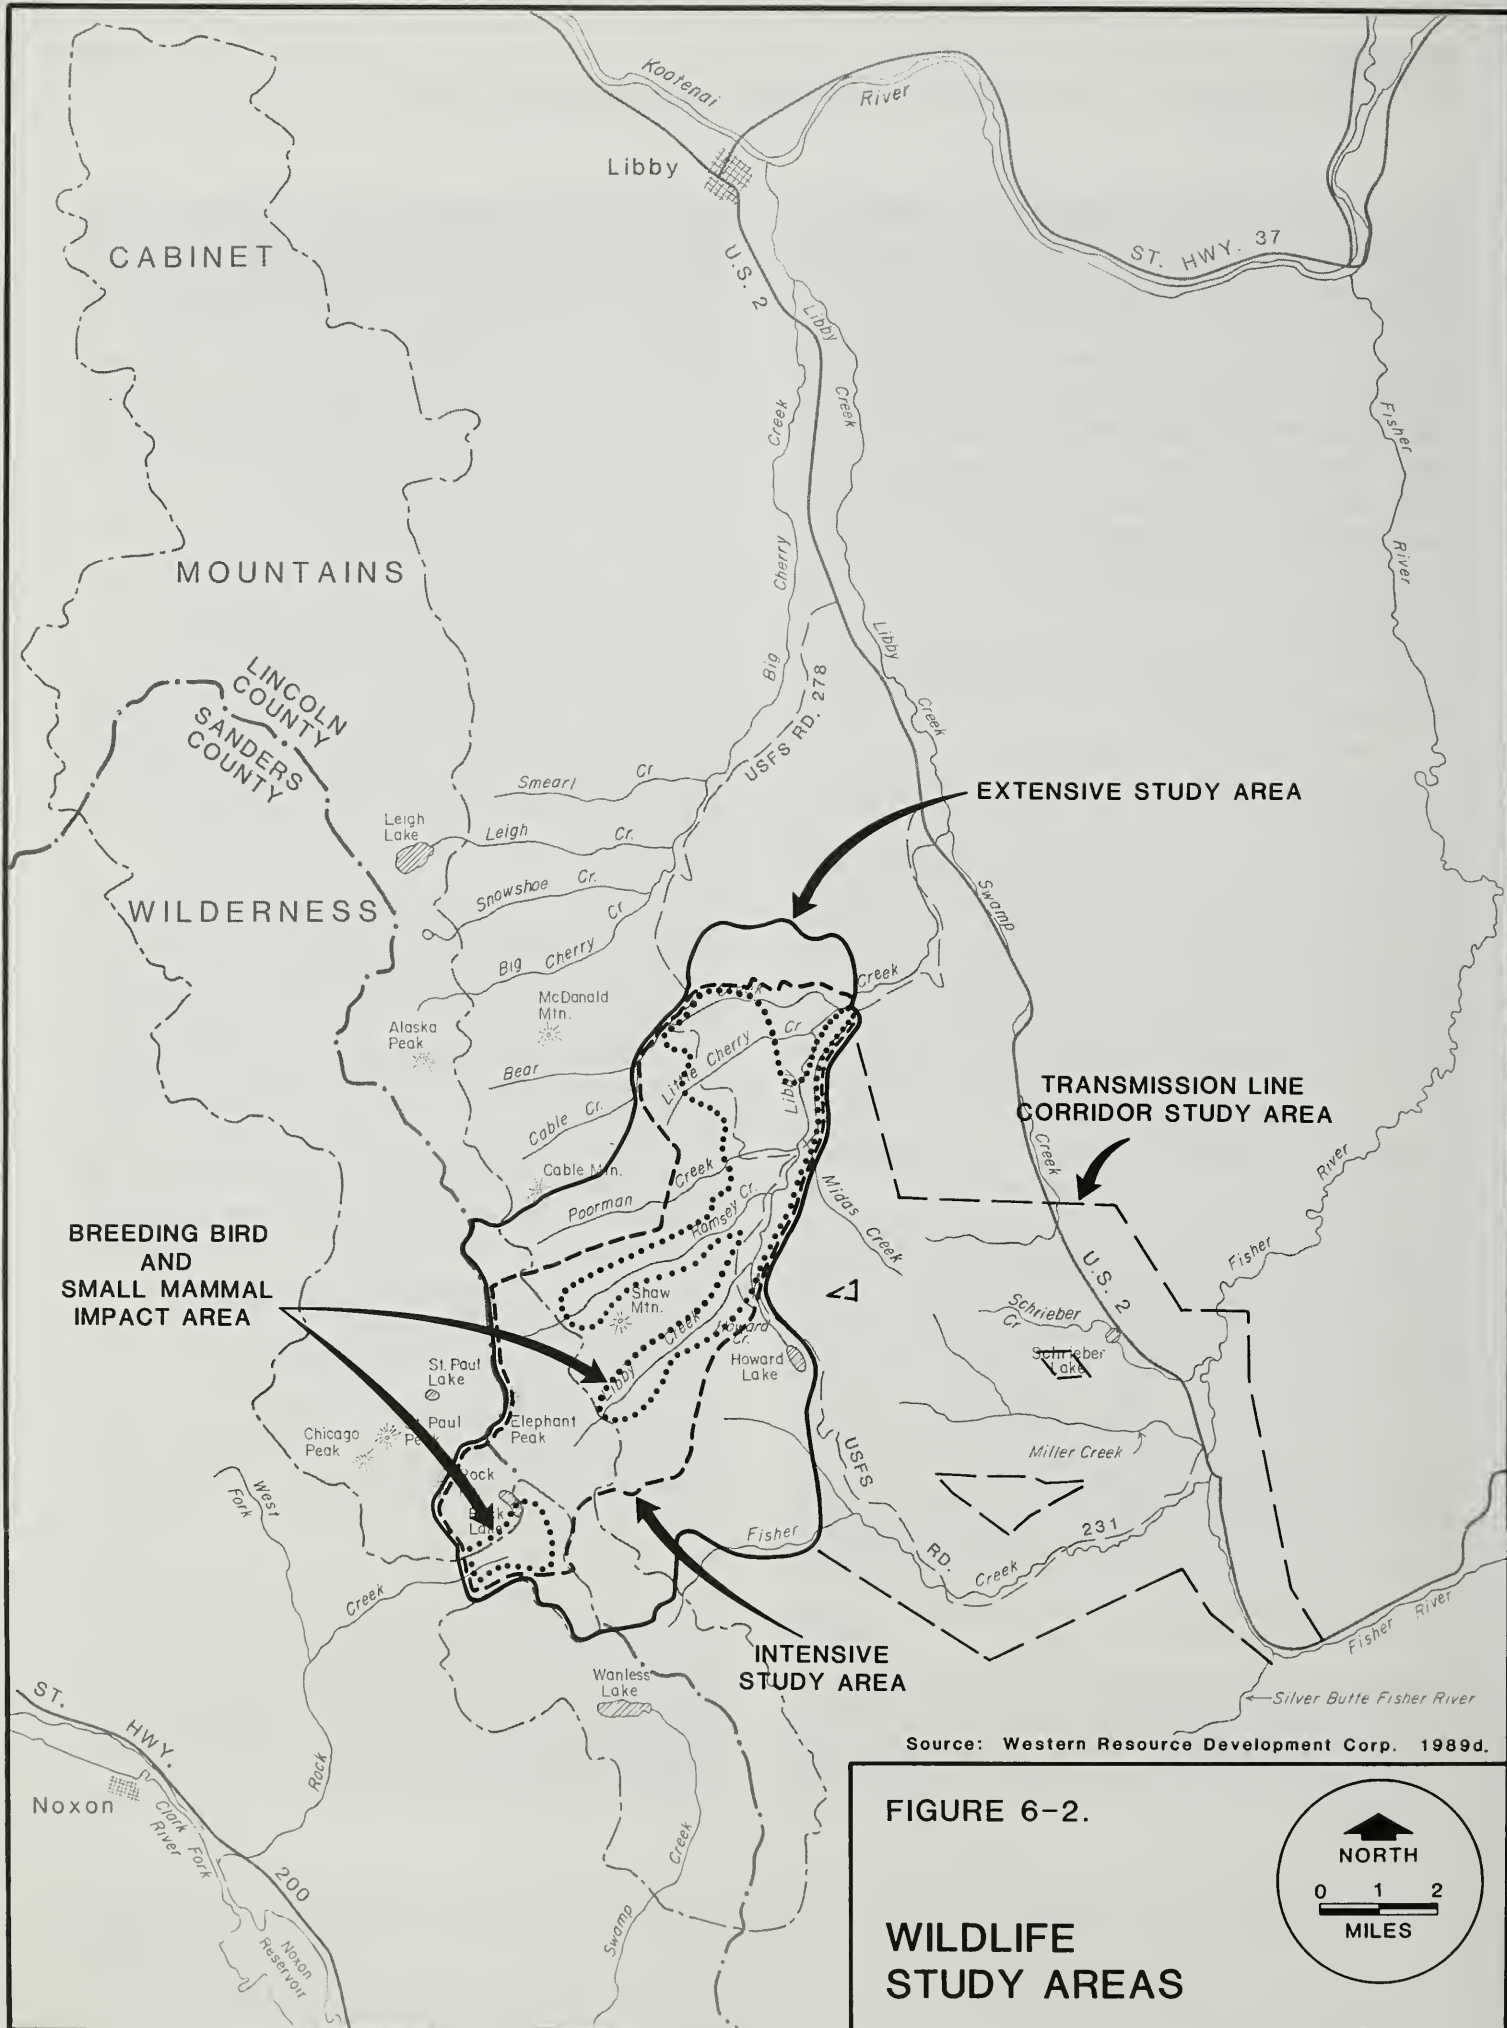 Kootenai
River
Libby
ST. HWY. 37
CABINET
U.S. 2
Libby
Creek
Creek
Fisher
Cherry
River
MOUNTAINS
Big
Libby
Creek
LINCOLN
COUNTY
SANDERS
COUNTY
USFS RD. 278
Smearl Cr
EXTENSIVE STUDY AREA
Leigh
Lake
Leigh Cr.
Snowshoe Cr.
Swamp
WILDERNESS
Big Cherry Cr
Creek
McDonald
Mtn.
Alaska
Peak
Little Cherry Cr
Bear
Libby
TRANSMISSION LINE
CORRIDOR STUDY AREA
Cable Cr.
Creek
Cable Mtn.
Poorman Creek
River
Midas
Creek
Ramsey Cr.
BREEDING BIRD
AND
SMALL MAMMAL
IMPACT AREA
Fisher
U.S. 2
Shaw
Mtn.
Schrieber
Cr
Howard
Cr.
Schrieber
Lake
Howard
Lake
Libby Creek
St. Paul
Lake
St. Paul
Peak
Elephant
Peak
Chicago
Peak
Miller Creek
USFS
RD.
231
Rock
Rock
Lake
West
Fork
Fisher
Creek
Creek
INTENSIVE
STUDY AREA
Fisher River
Wanless
Lake
Silver Butte Fisher River
ST.
HWY.
200
Rock
Noxon
Clark Fork
River
Creek
Swamp
Noxon
Reservoir
Source: Western Resource Development Corp. 1989d.
FIGURE 6-2.
NORTH
0 1 2
MILES
WILDLIFE
STUDY AREAS